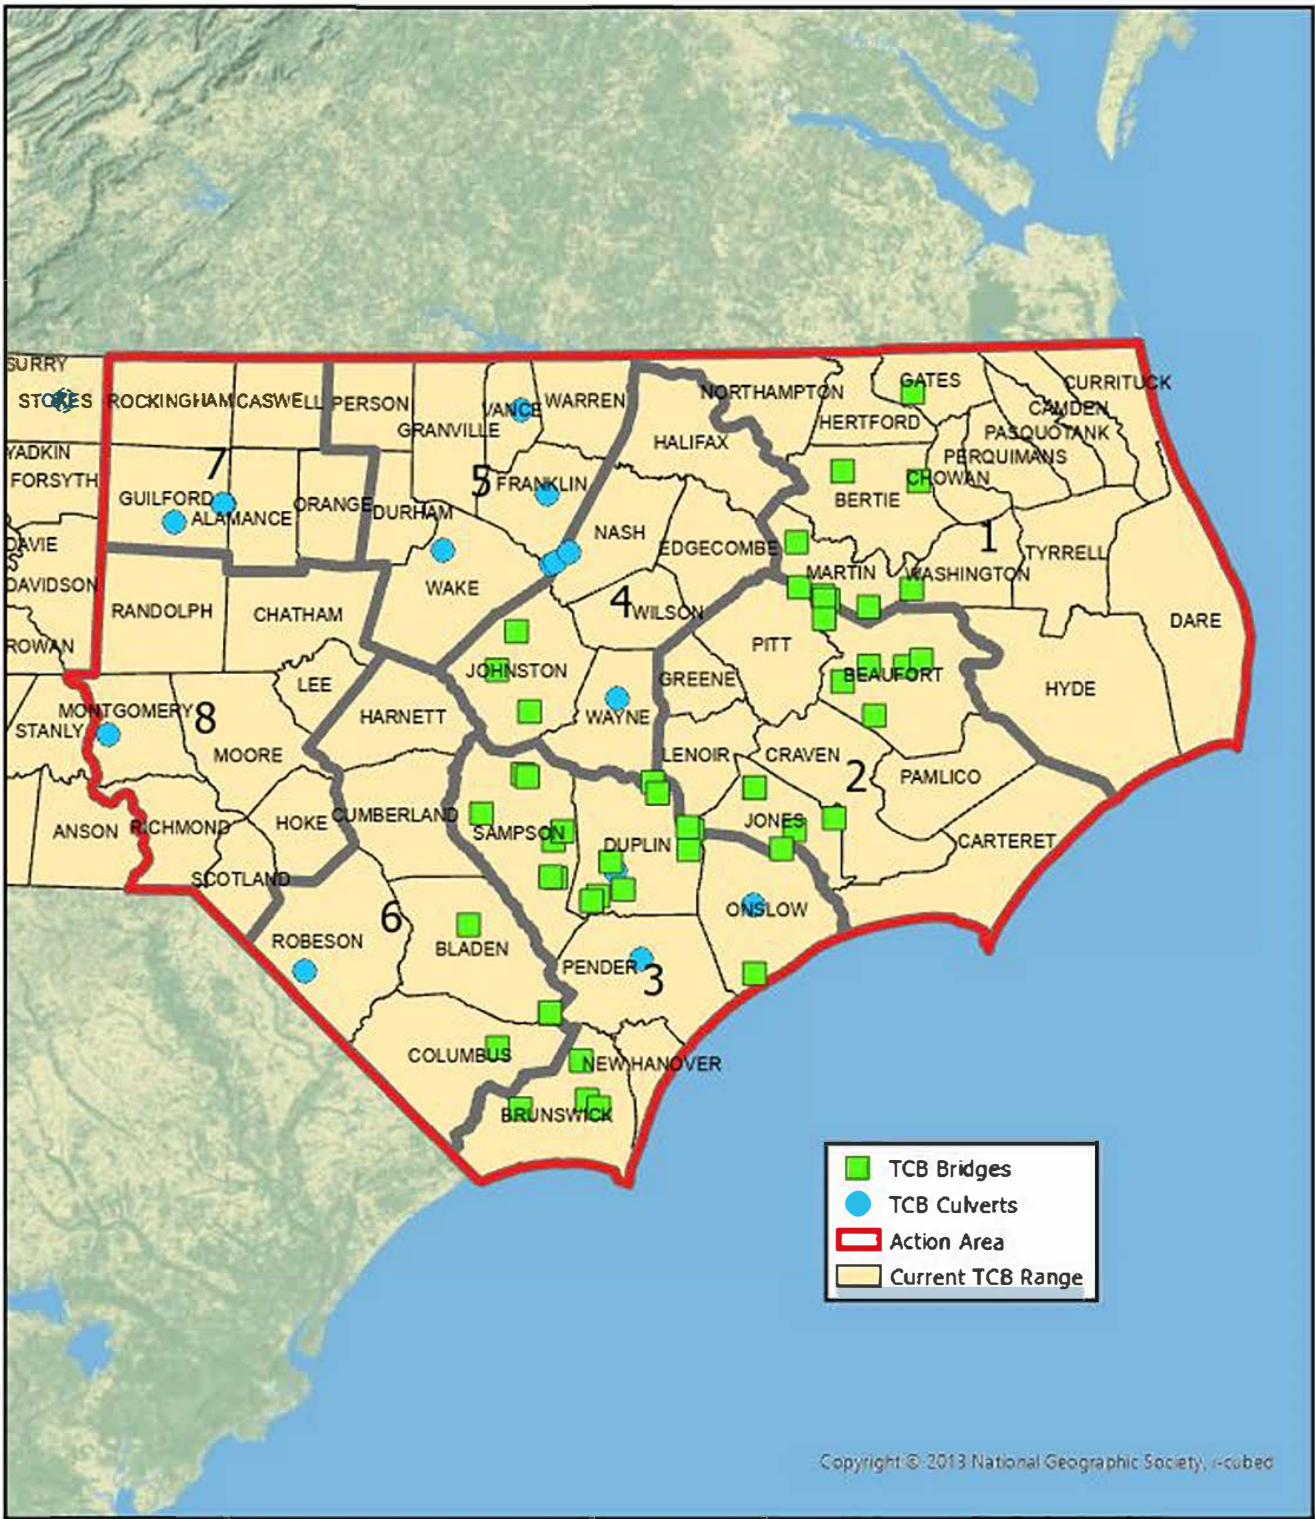 SURRY
STOKES
ROCKINGHAM
CASWELL
PERSON
GRANVILLE
VANCE
WARREN
HALIFAX
NORTHAMPTON
HERTFORD
GATES
CURRITUCK
CAMDEN
PASQUOTANK
PERQUIMANS
CHOWAN
BERTIE
YADKIN
FORSYTH
7
GUILFORD
ALAMANCE
ORANGE
DURHAM
5
FRANKLIN
NASH
EDGECOMBE
MARTIN
1
WASHINGTON
TYRRELL
DARE
DAVIE
DAVIDSON
ROWAN
RANDOLPH
CHATHAM
WAKE
4
WILSON
PITT
BEAUFORT
HYDE
JOHNSTON
GREENE
LEE
STANLY
MONTGOMERY
8
MOORE
HARNETT
WAYNE
LENOIR
CRAVEN
2
PAMLICO
ANSON
RICHMOND
HOKE
CUMBERLAND
SAMPSON
DUPLIN
JONES
CARTERET
SCOTLAND
6
ROBESON
BLADEN
PENDER
3
ONSLOW
COLUMBUS
NEW HANOVER
BRUNSWICK
TCB Bridges
TCB Culverts
Action Area
Current TCB Range
Copyright © 2013 National Geographic Society, i-cubed